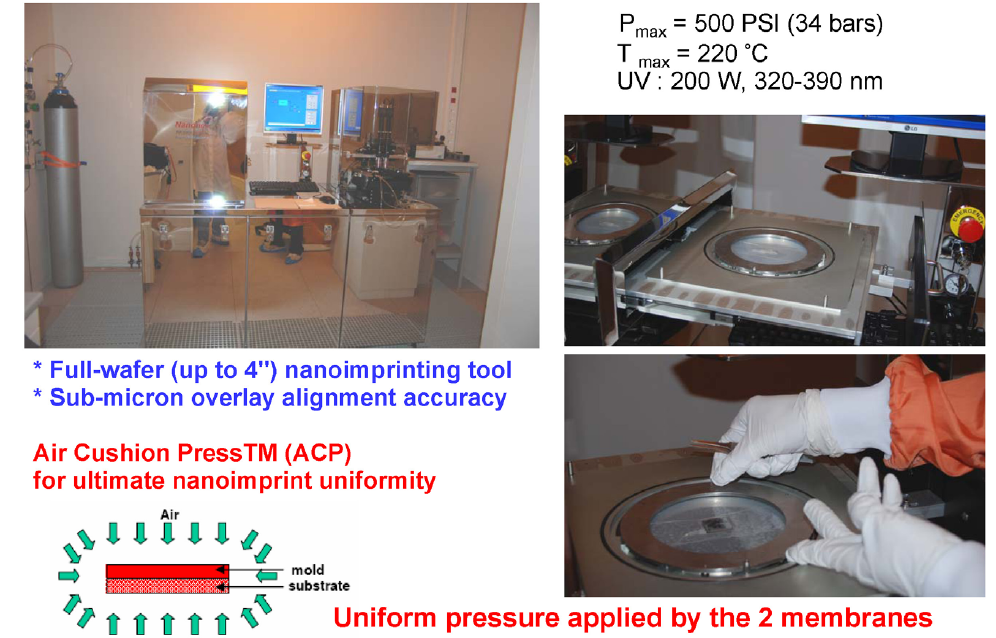 P max = 500 PSI (34 bars)
T max = 220 °C
UV : 200 W, 320-390 nm
LG
EMERGENCY
* Full-wafer (up to 4") nanoimprinting tool
* Sub-micron overlay alignment accuracy
Air Cushion PressTM (ACP)
for ultimate nanoimprint uniformity
Air
mold
substrate
Uniform pressure applied by the 2 membranes